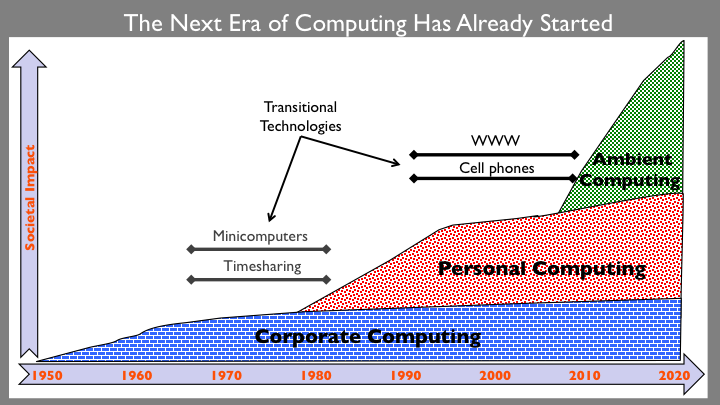 The Next Era of Computing Has Already Started
Societal Impact
Transitional
Technologies
WWW
Cell phones
Ambient
Computing
Minicomputers
Timesharing
Personal Computing
Corporate Computing
1950 1960 1970 1980 1990 2000 2010 2020